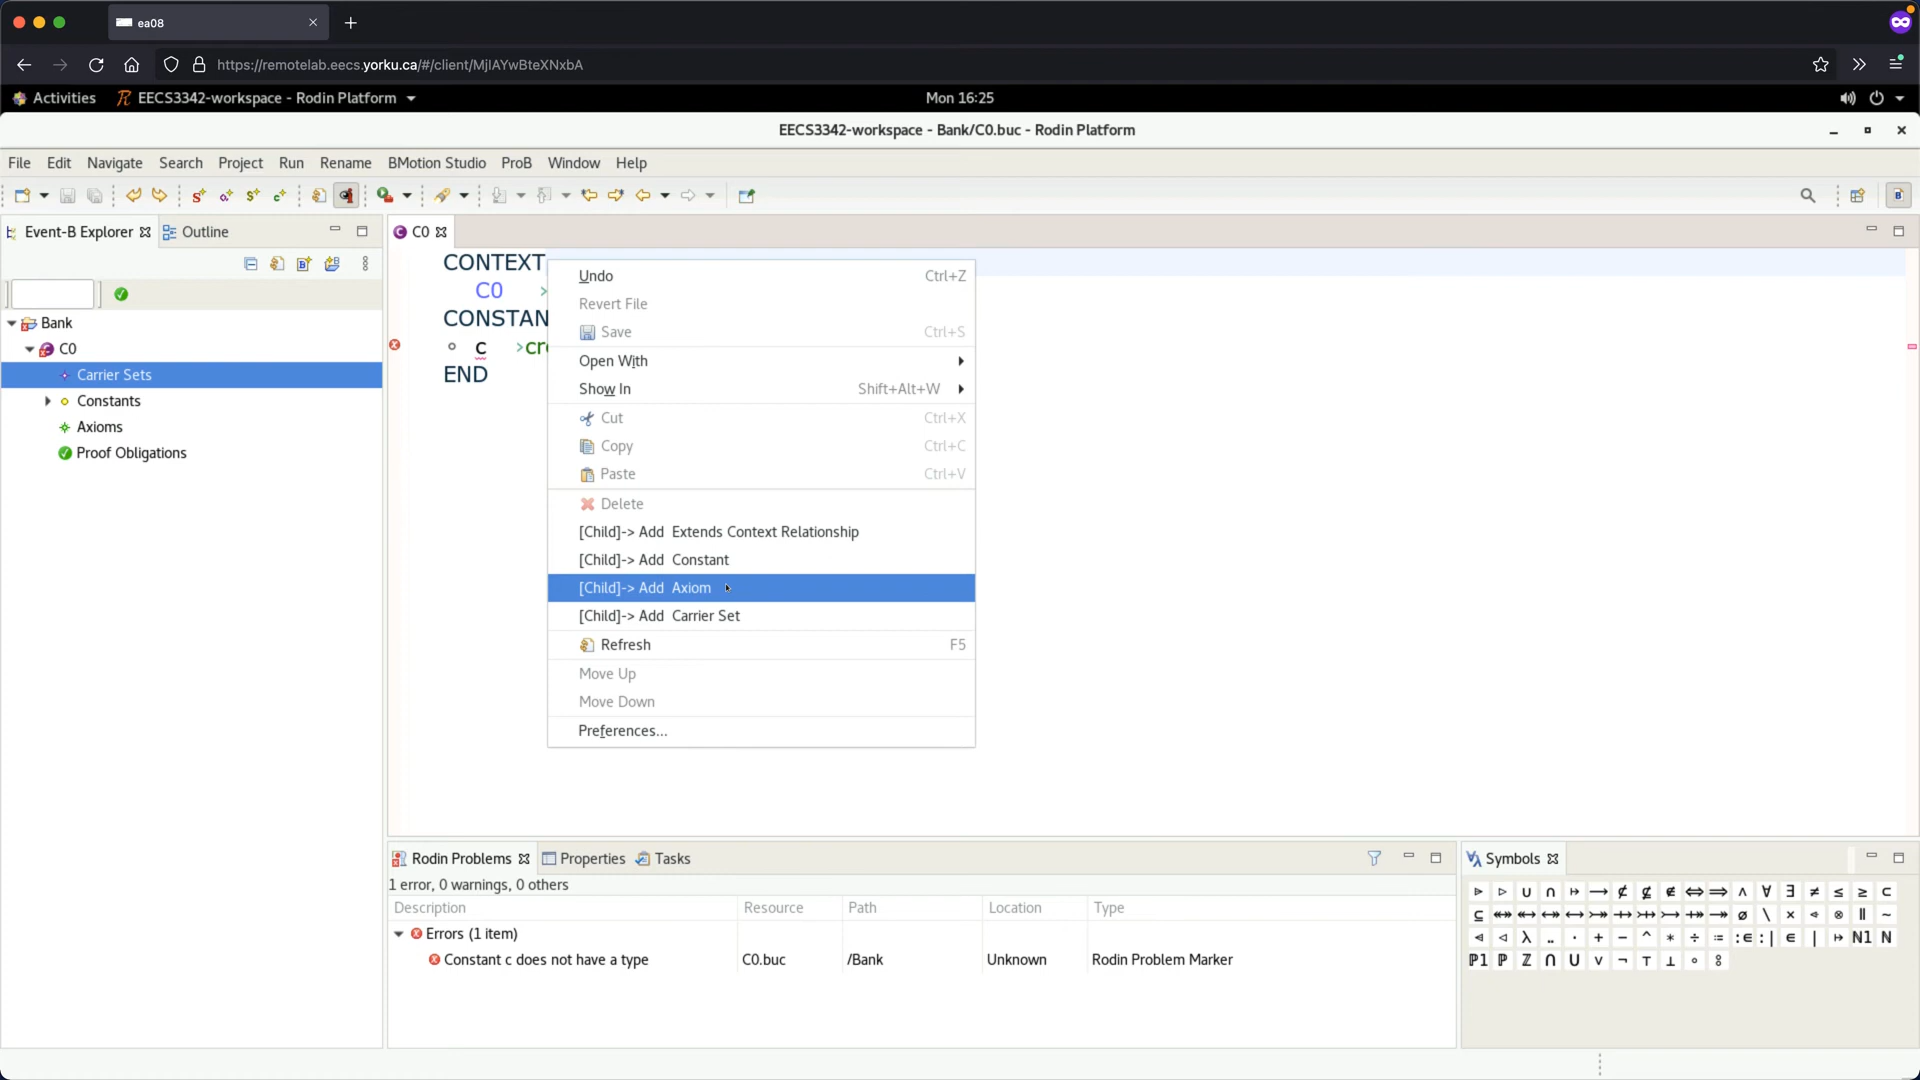 ea08
https://remotelab.eecs.yorku.ca/#/client/MjIAYwBteXNxbA
Activities EECS3342-workspace - Rodin Platform Mon 16:25
EECS3342-workspace - Bank/C0.buc - Rodin Platform
File Edit Navigate Search Project Run Rename BMotion Studio ProB Window Help
Event-B Explorer Outline
Bank
C0
Carrier Sets
Constants
Axioms
Proof Obligations
C0
CONTEXT
C0 >
CONSTAN
c >cr
END
Undo Ctrl+Z
Revert File
Save Ctrl+S
Open With
Show In Shift+Alt+W
Cut Ctrl+X
Copy Ctrl+C
Paste Ctrl+V
Delete
[Child]-> Add Extends Context Relationship
[Child]-> Add Constant
[Child]-> Add Axiom
[Child]-> Add Carrier Set
Refresh F5
Move Up
Move Down
Preferences...
Rodin Problems Properties Tasks
1 error, 0 warnings, 0 others
Description Resource Path Location Type
Errors (1 item)
Constant c does not have a type C0.buc /Bank Unknown Rodin Problem Marker
Symbols